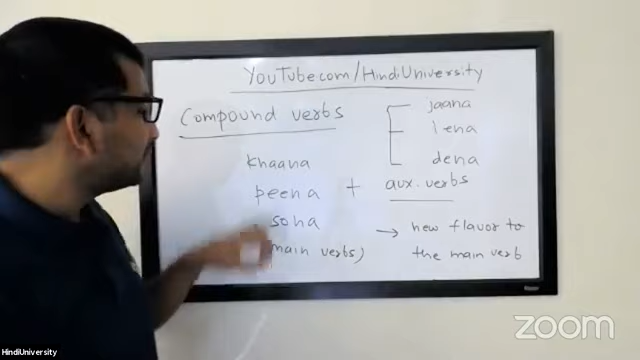 YouTube.com/HindiUniversity
Compound verbs
jaana
lena
dena
khaana
peena + aux. verbs
sona
main verbs)
→ new flavor to
the main verb
zoom
HindiUniversity